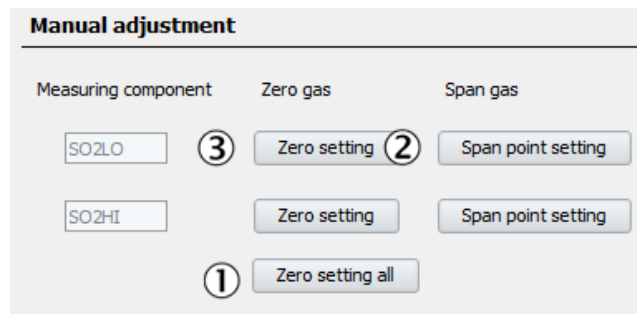 Manual adjustment
Measuring component Zero gas Span gas
SO2LO ③ Zero setting ② Span point setting
SO2HI Zero setting Span point setting
① Zero setting all